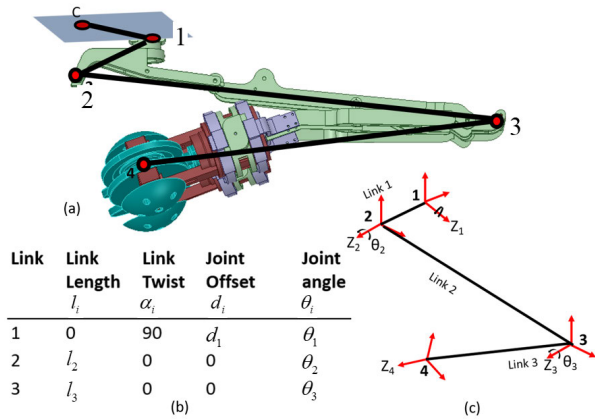 C
1
2
3
4
(a)
Link Link Link Joint Joint
Length Twist Offset angle
l_i α_i d_i θ_i
1 0 90 d_1 θ_1
2 l_2 0 0 θ_2
3 l_3 0 0 θ_3
(b)
Link 1
1
Z_1
2
Z_2 θ_2
Link 2
3
Z_3 θ_3
Link 3
Z_4 4
(c)